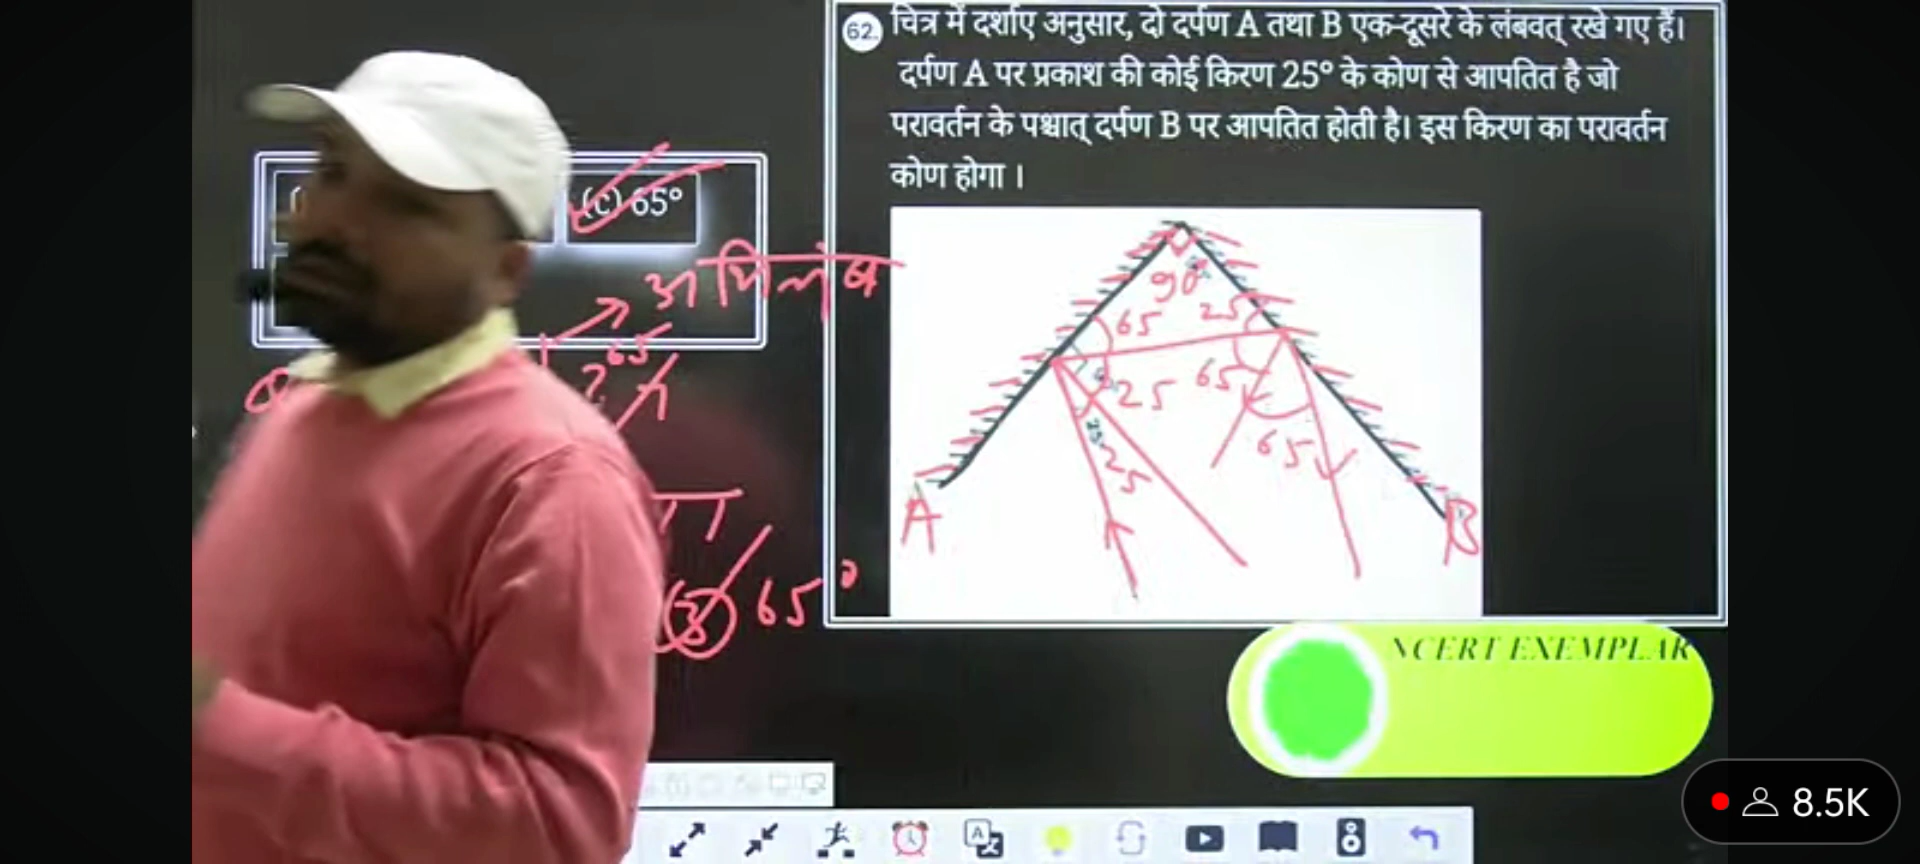 62. चित्र में दर्शाए अनुसार, दो दर्पण A तथा B एक-दूसरे के लंबवत् रखे गए हैं।
दर्पण A पर प्रकाश की कोई किरण 25° के कोण से आपतित है जो
परावर्तन के पश्चात् दर्पण B पर आपतित होती है। इस किरण का परावर्तन
कोण होगा ।
(c) 65°
अभिलंब
65
90°
65 25
25 65
25
25
65
A
B
65°
NCERT EXEMPLAR
8.5K